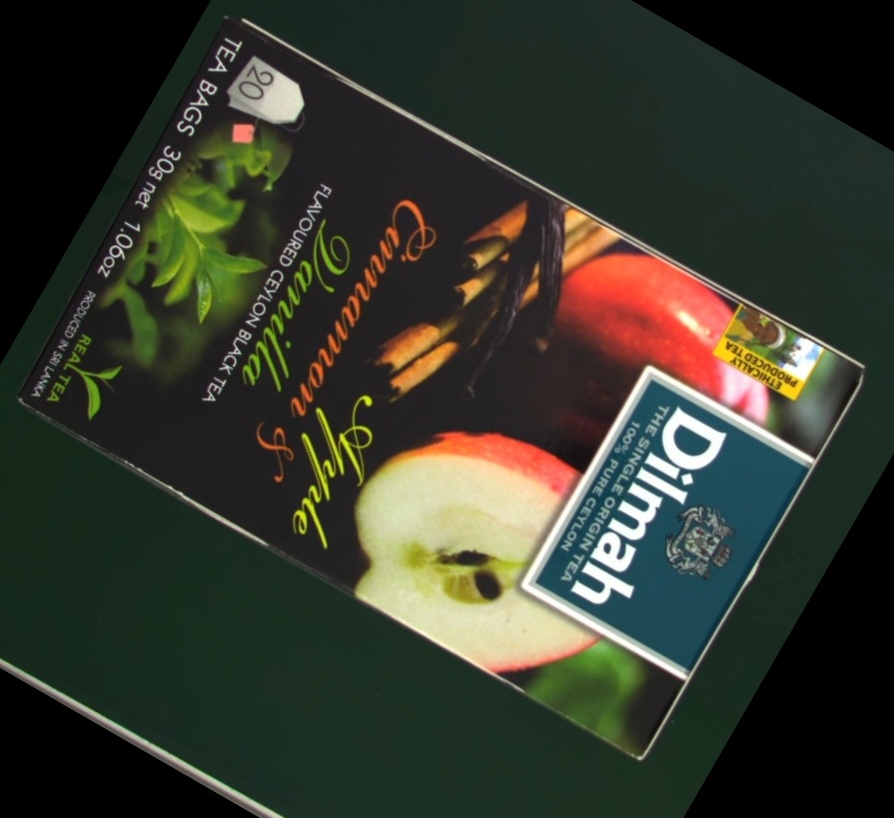 Dilmah
THE SINGLE ORIGIN TEA
100% PURE CEYLON
ETHICALLY
PRODUCED TEA
Cinnamon &
Vanilla Apple
FLAVOURED CEYLON BLACK TEA
20
TEA BAGS 30g net 1.06oz
REAL TEA
PRODUCED IN SRI LANKA